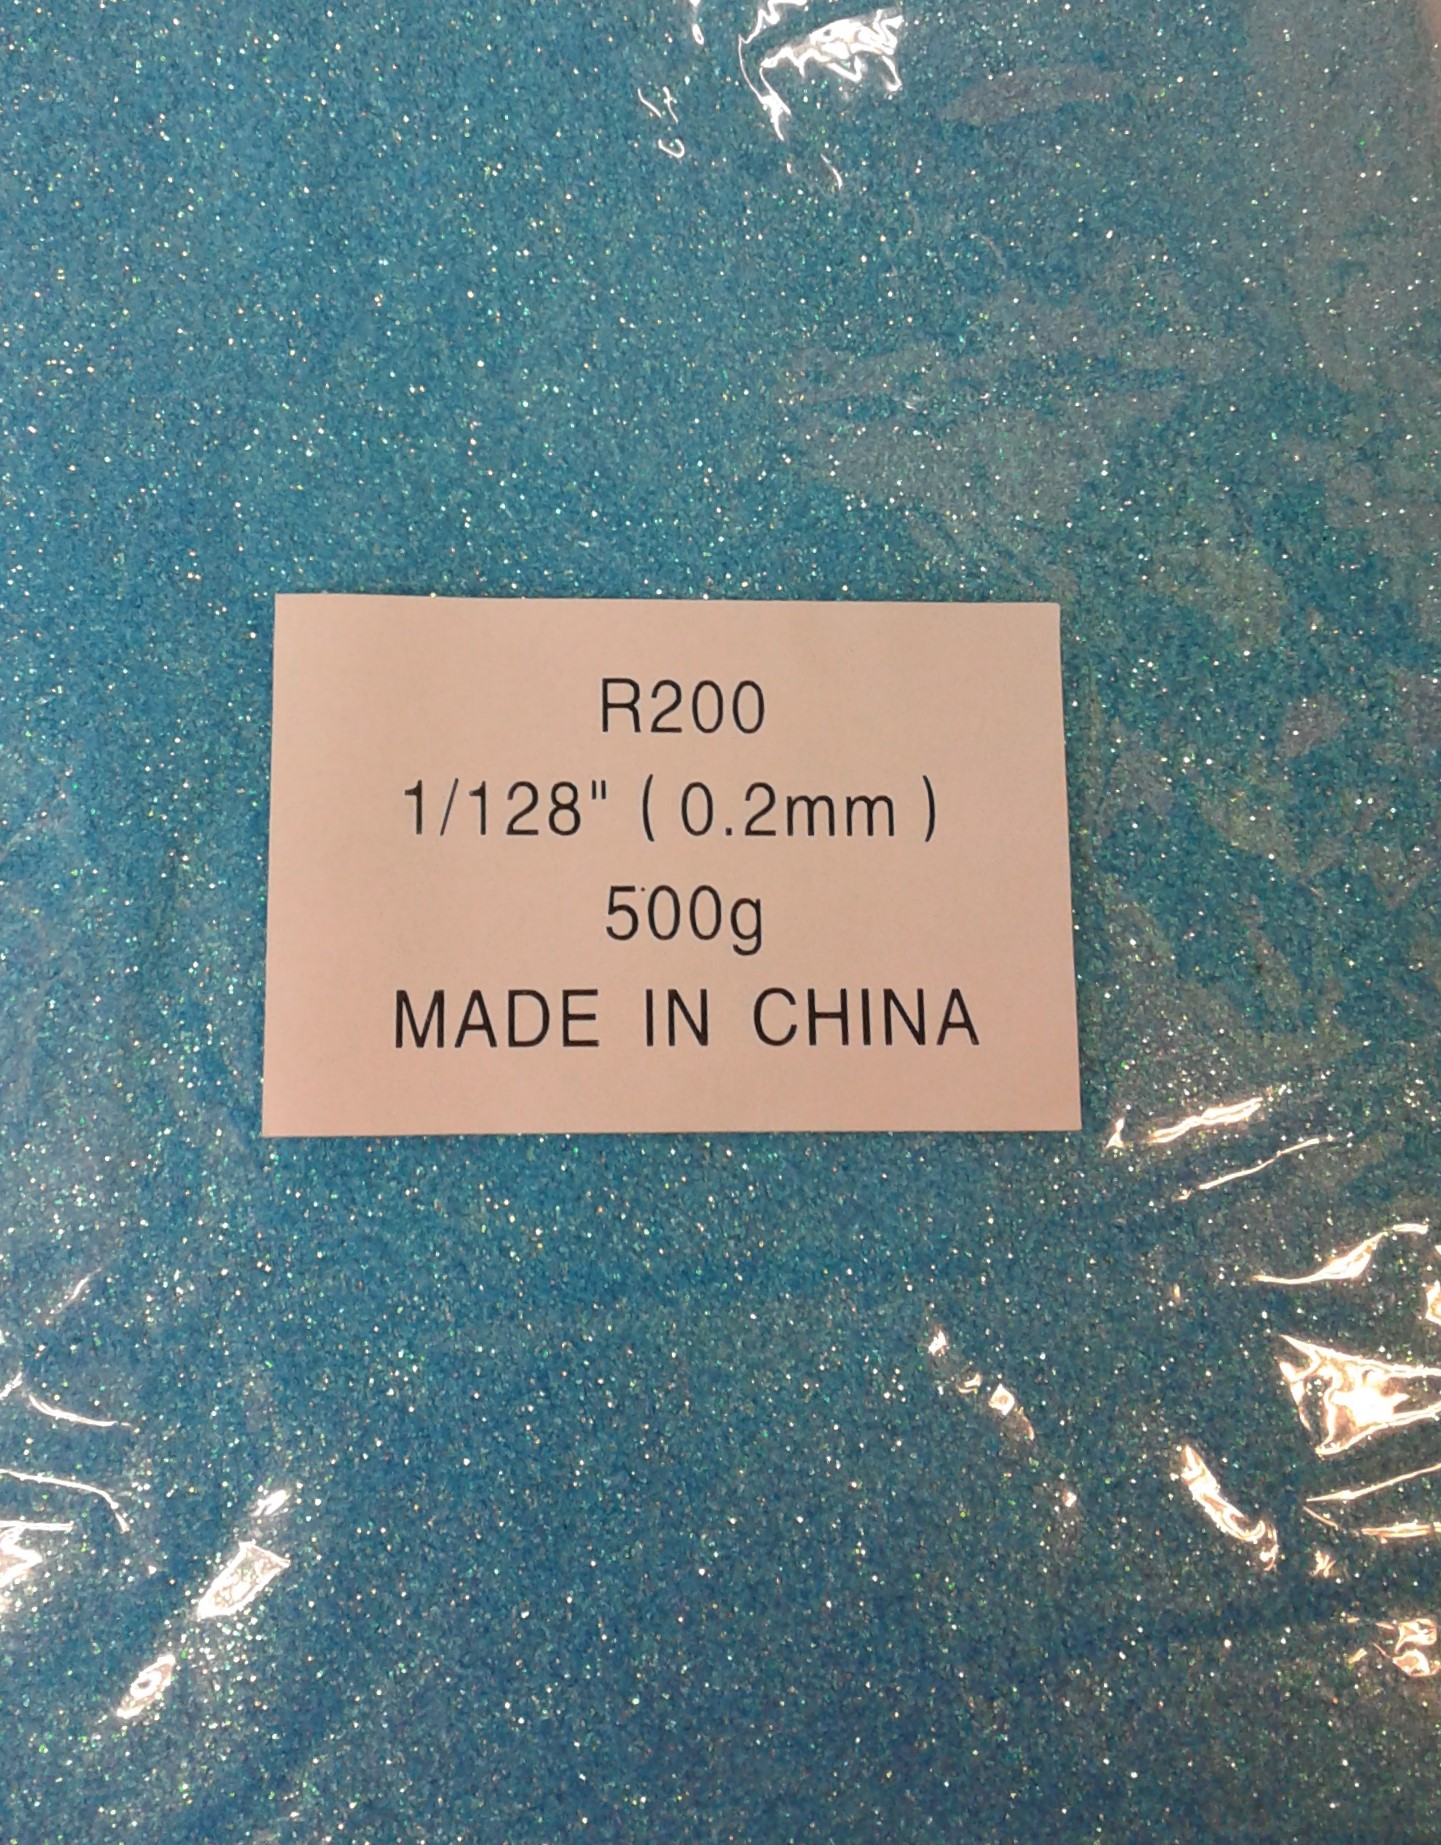 R200
1/128" ( 0.2mm )
500g
MADE IN CHINA